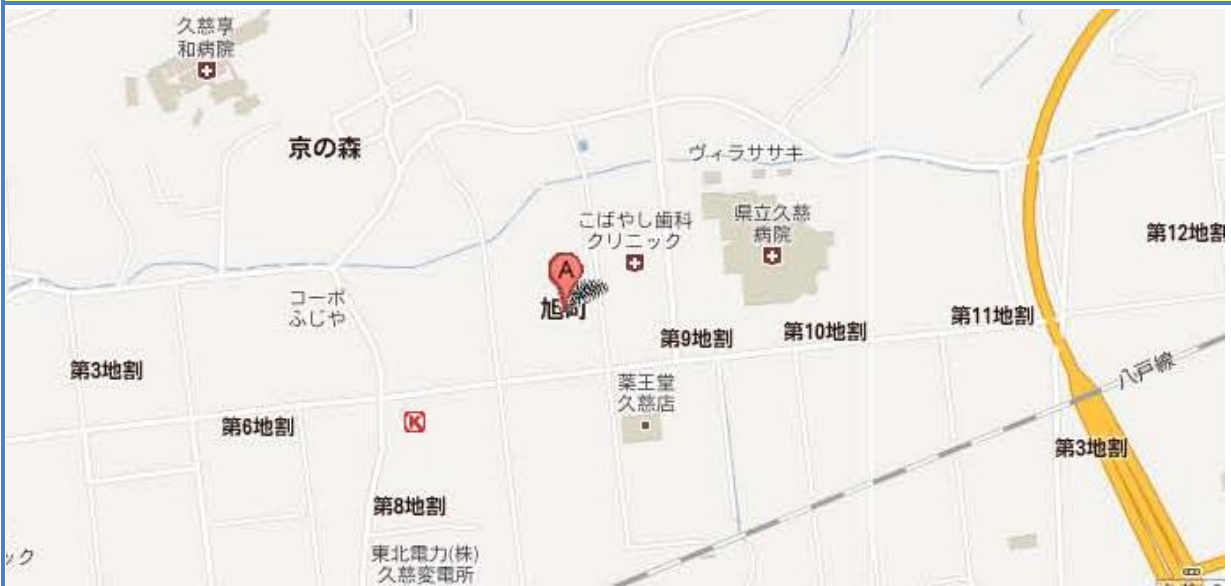 久慈享
和病院
京の森
ヴィラササキ
こばやし歯科
クリニック
県立久慈
病院
第12地割
A
旭町
コーポ
ふじや
第11地割
第10地割
第9地割
第3地割
薬王堂
久慈店
八戸線
第6地割
K
第3地割
第8地割
東北電力(株)
久慈変電所
ック